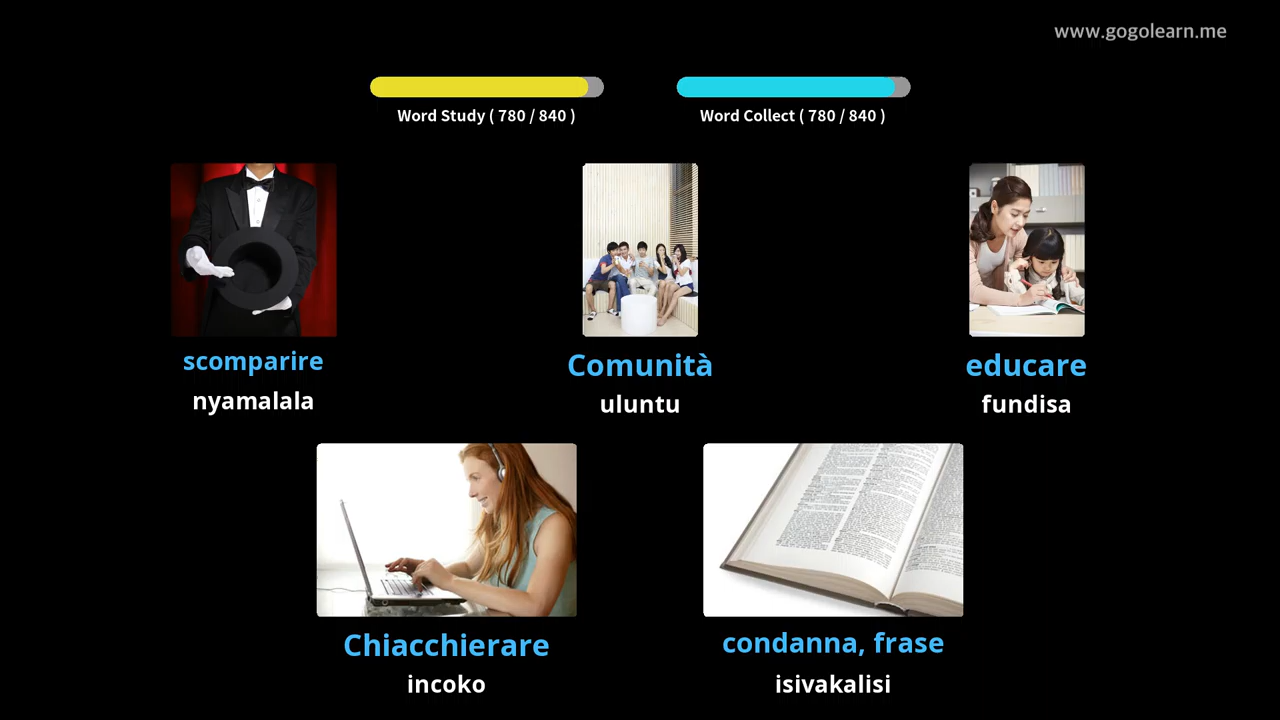 www.gogolearn.me
Word Study ( 780 / 840 )
Word Collect ( 780 / 840 )
scomparire
nyamalala
Comunità
uluntu
educare
fundisa
Chiacchierare
incoko
condanna, frase
isivakalisi